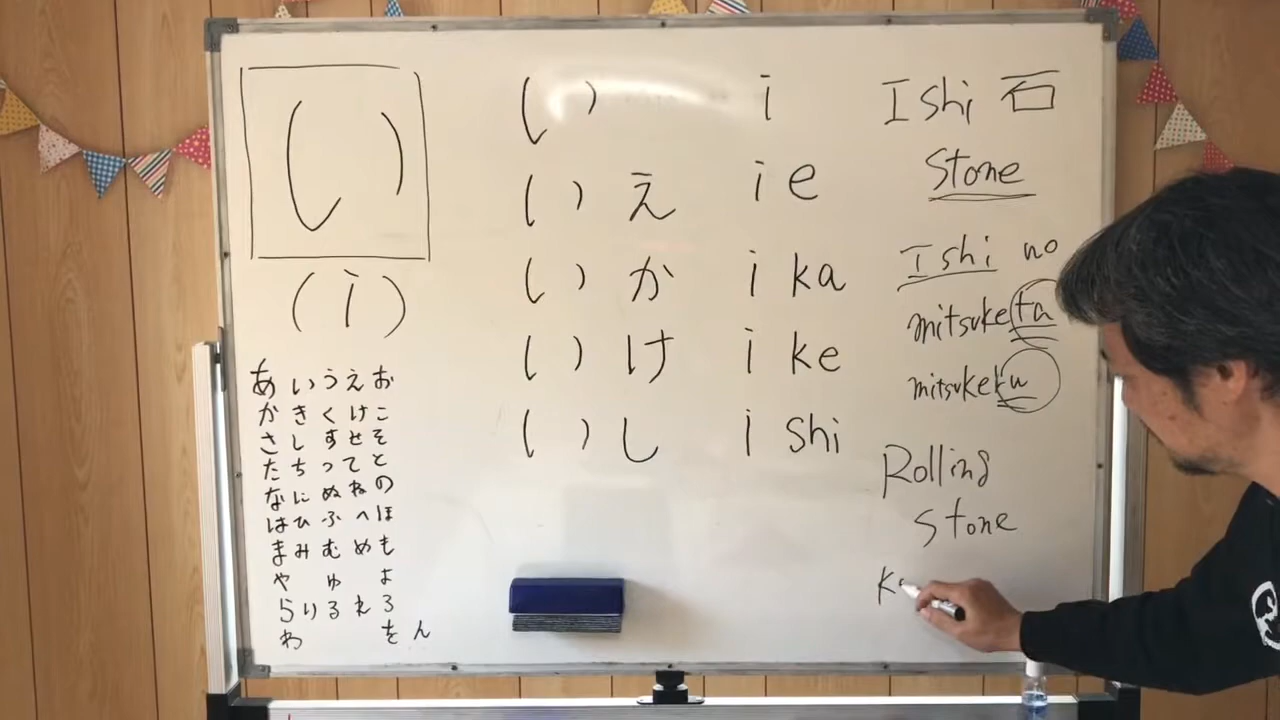 い
(i)
あいうえお
かきくけこ
さしすせそ
たちつてと
なにぬねの
はひふへほ
まみむめも
やゆよ
らりるれろ
わをん
い i
いえ ie
いか ika
いけ ike
いし ishi
Ishi 石
Stone
Ishi no
mitsuketa
Rolling
Stone